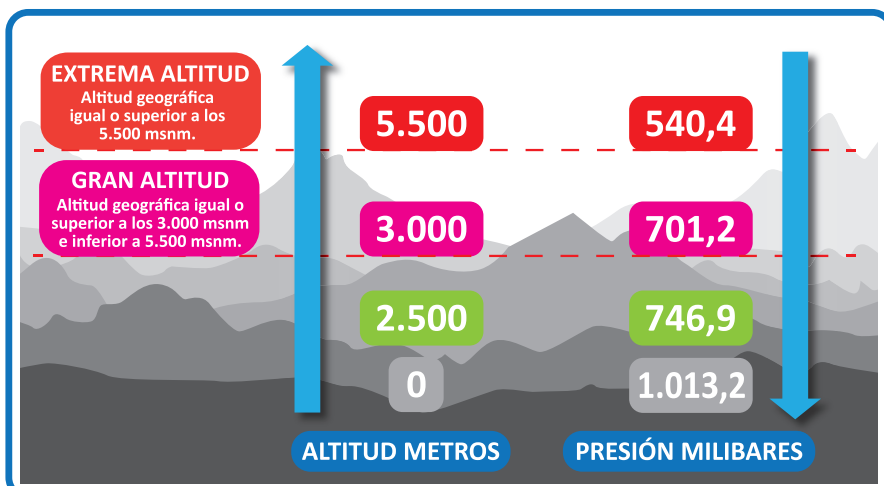 EXTREMA ALTITUD
Altitud geográfica
igual o superior a los
5.500 msnm.
5.500
540,4
GRAN ALTITUD
Altitud geográfica igual o
superior a los 3.000 msnm
e inferior a 5.500 msnm.
3.000
701,2
2.500
746,9
0
1.013,2
ALTITUD METROS
PRESIÓN MILIBARES